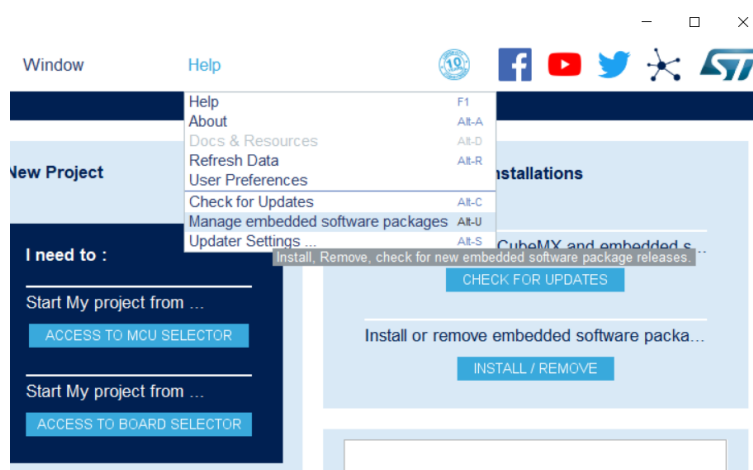 Window Help
10
Help F1
About Alt-A
Docs & Resources Alt-D
Refresh Data Alt-R
User Preferences
Check for Updates Alt-C
Manage embedded software packages Alt-U
Updater Settings ... Alt-S
Install, Remove, check for new embedded software package releases.
New Project
I need to :
Start My project from ...
ACCESS TO MCU SELECTOR
Start My project from ...
ACCESS TO BOARD SELECTOR
nstallations
CubeMX and embedded s...
CHECK FOR UPDATES
Install or remove embedded software packa...
INSTALL / REMOVE